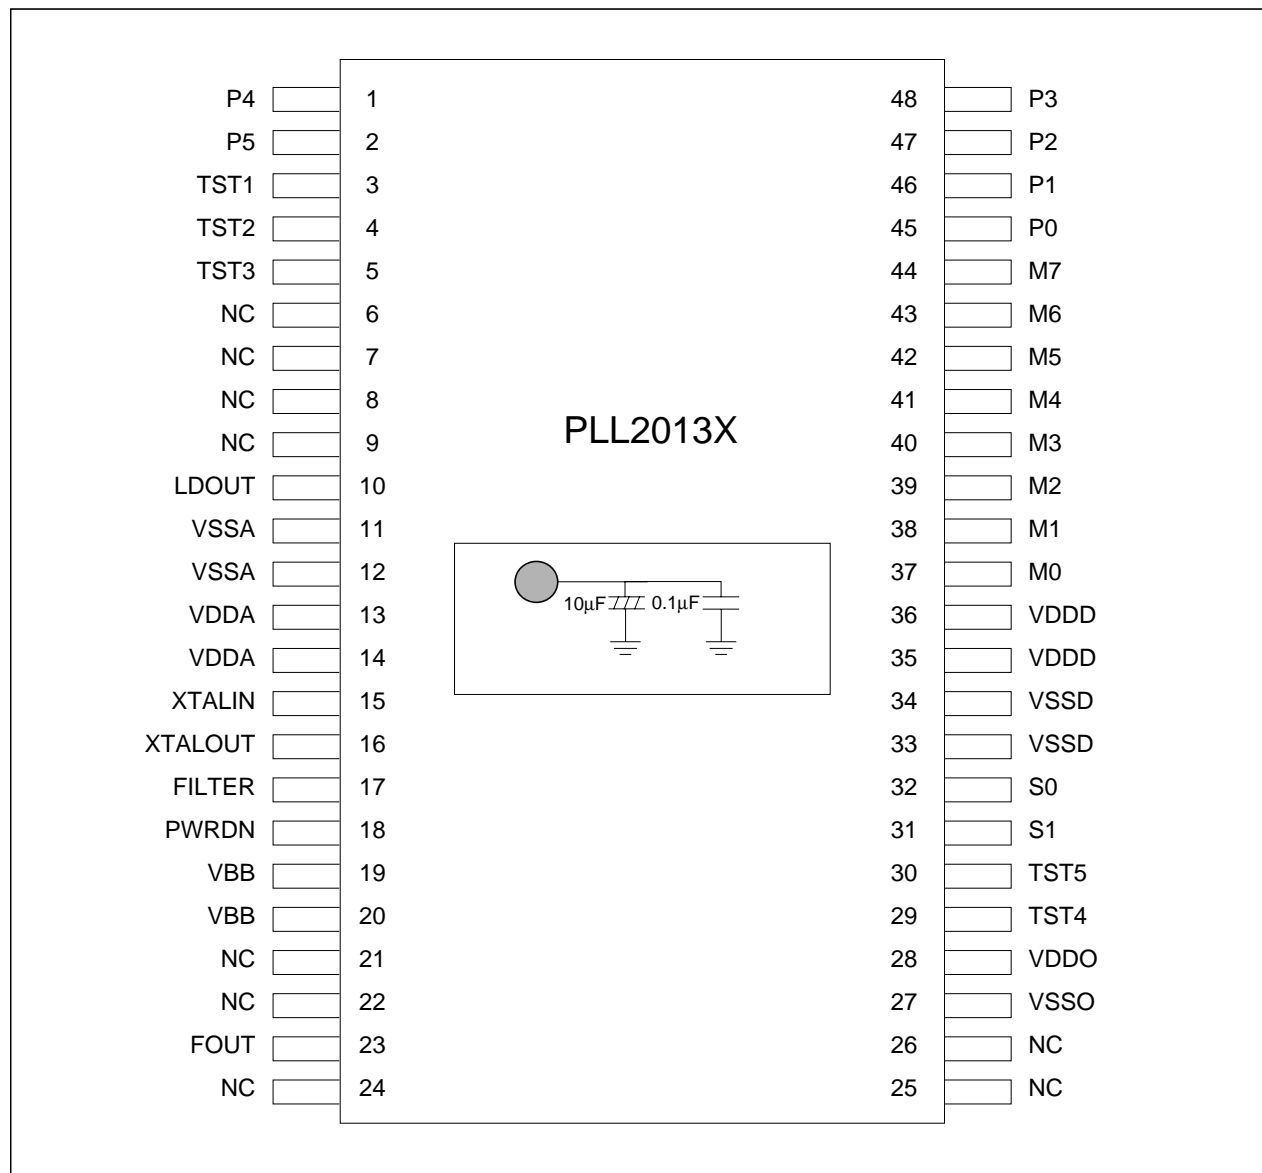 P4 1 48 P3
P5 2 47 P2
TST1 3 46 P1
TST2 4 45 P0
TST3 5 44 M7
NC 6 43 M6
NC 7 42 M5
NC 8 41 M4
NC 9 PLL2013X 40 M3
LDOUT 10 39 M2
VSSA 11 38 M1
VSSA 12 37 M0
10μF 0.1μF
VDDA 13 36 VDDD
VDDA 14 35 VDDD
XTALIN 15 34 VSSD
XTALOUT 16 33 VSSD
FILTER 17 32 S0
PWRDN 18 31 S1
VBB 19 30 TST5
VBB 20 29 TST4
NC 21 28 VDDO
NC 22 27 VSSO
FOUT 23 26 NC
NC 24 25 NC